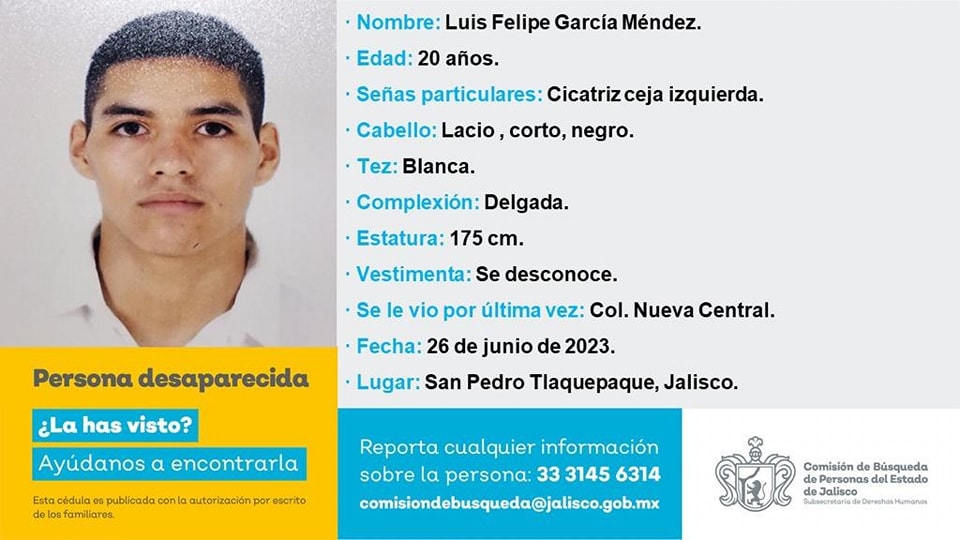 · Nombre: Luis Felipe García Méndez.
· Edad: 20 años.
· Señas particulares: Cicatriz ceja izquierda.
· Cabello: Lacio , corto, negro.
· Tez: Blanca.
· Complexión: Delgada.
· Estatura: 175 cm.
· Vestimenta: Se desconoce.
· Se le vio por última vez: Col. Nueva Central.
· Fecha: 26 de junio de 2023.
· Lugar: San Pedro Tlaquepaque, Jalisco.
Persona desaparecida
¿La has visto?
Ayúdanos a encontrarla
Esta cédula es publicada con la autorización por escrito
de los familiares.
Reporta cualquier información
sobre la persona: 33 3145 6314
comisiondebusqueda@jalisco.gob.mx
Comisión de Búsqueda
de Personas del Estado
de Jalisco
Subsecretaría de Derechos Humanos